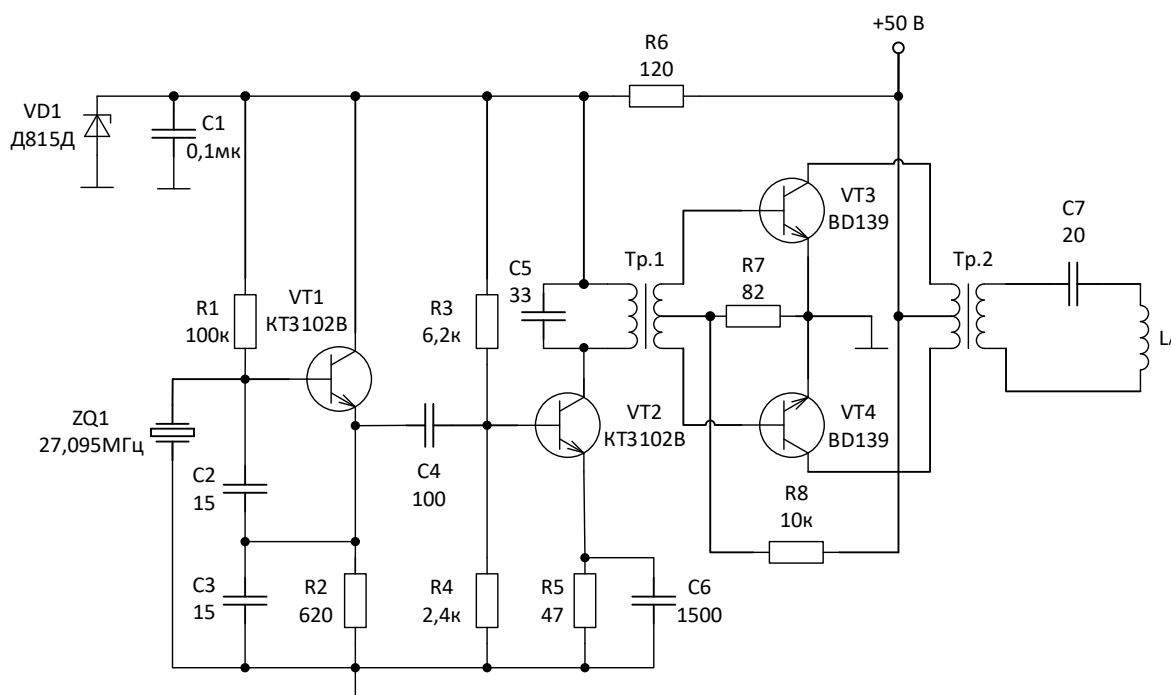 +50 В
R6
120
VD1
Д815Д
C1
0,1мк
VT3
BD139
C7
20
Тр.1
R7
82
Тр.2
C5
33
R1
100к
VT1
КТ3102В
R3
6,2к
LA
ZQ1
27,095МГц
VT2
КТ3102В
VT4
BD139
C4
100
C2
15
R8
10к
C3
15
R2
620
R4
2,4к
R5
47
C6
1500